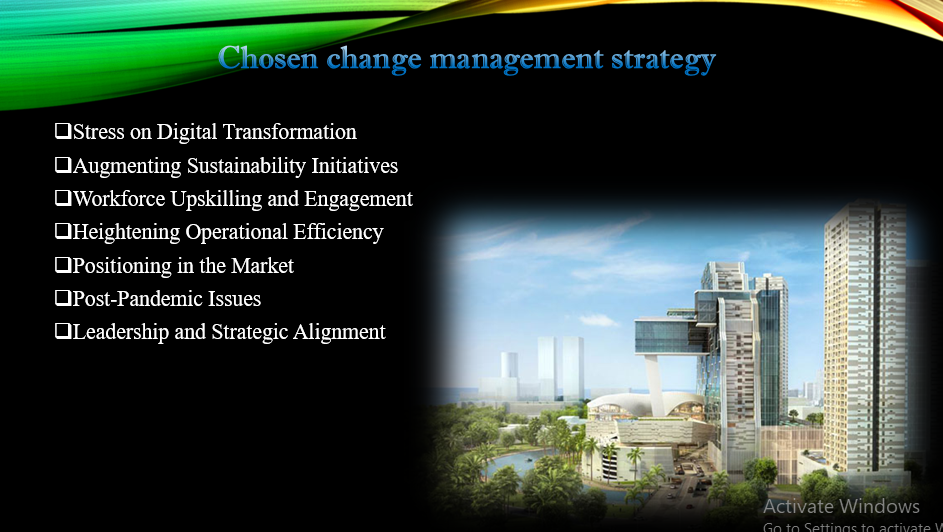 Chosen change management strategy
❑Stress on Digital Transformation
❑Augmenting Sustainability Initiatives
❑Workforce Upskilling and Engagement
❑Heightening Operational Efficiency
❑Positioning in the Market
❑Post-Pandemic Issues
❑Leadership and Strategic Alignment
Activate Windows
Go to Settings to activate